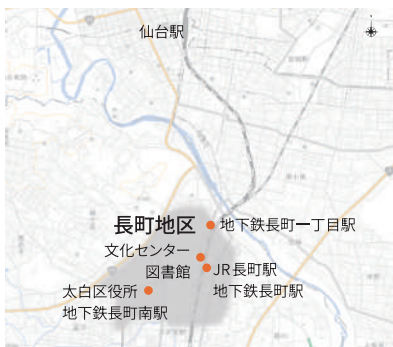 仙台駅
長町地区
地下鉄長町一丁目駅
文化センター
図書館
JR長町駅
地下鉄長町駅
太白区役所
地下鉄長町南駅